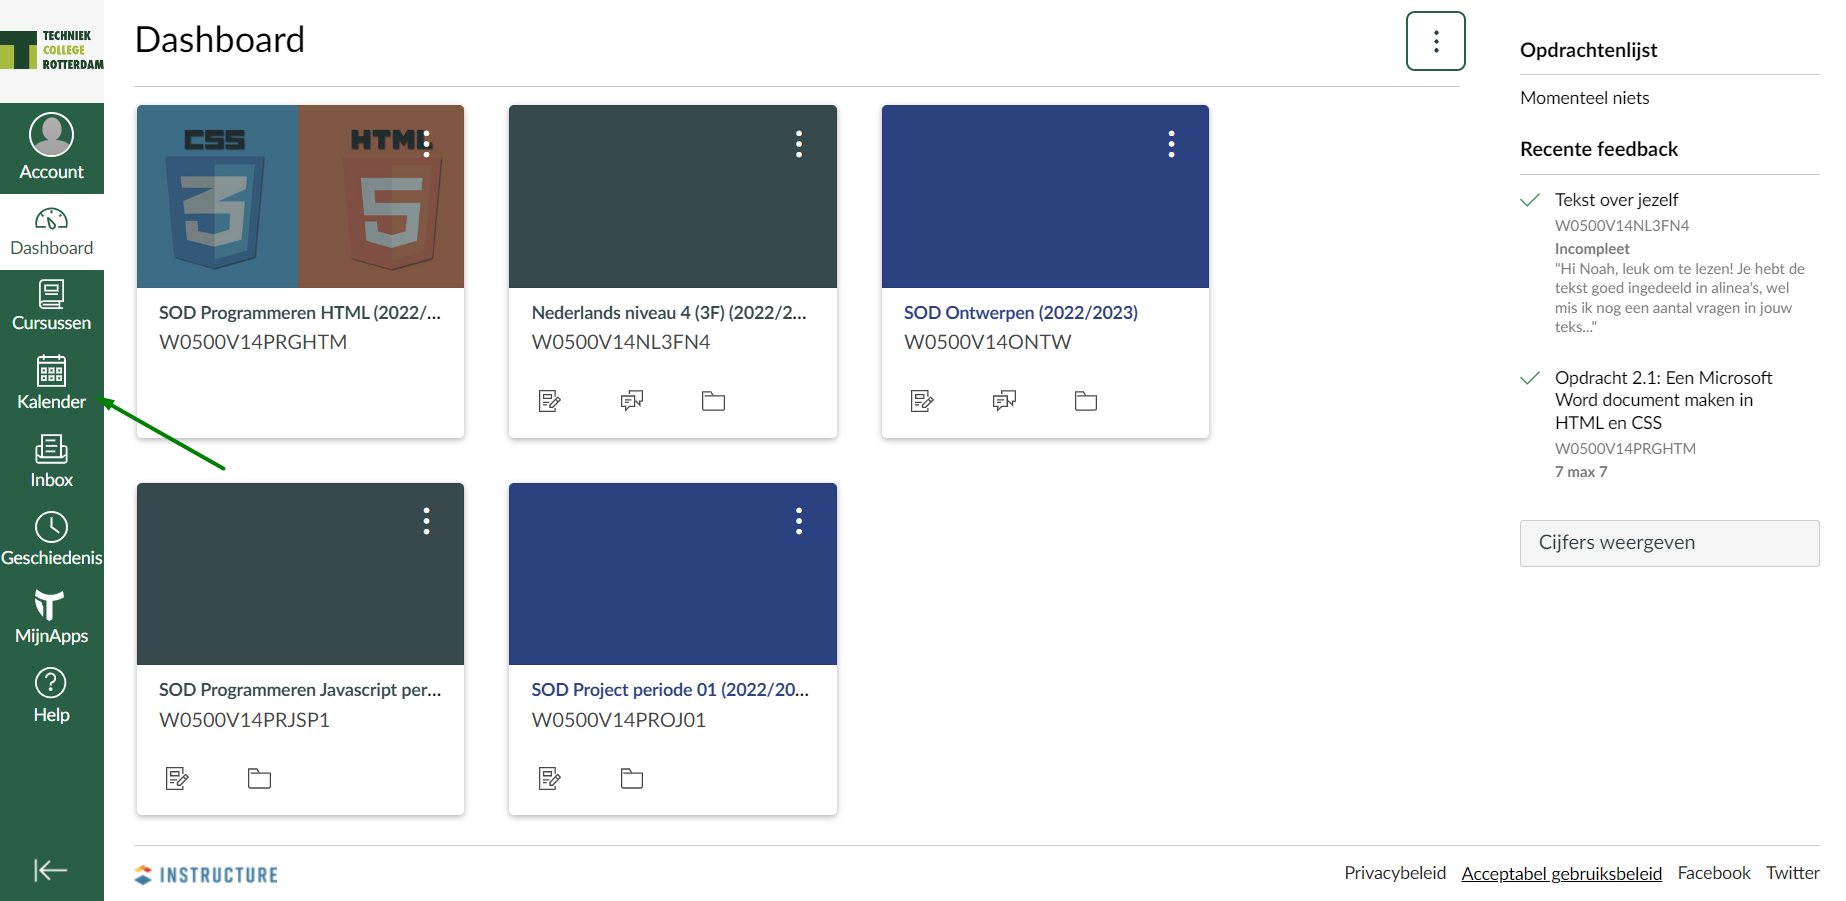 TECHNIEK
COLLEGE
ROTTERDAM
Account
Dashboard
Cursussen
Kalender
Inbox
Geschiedenis
MijnApps
Help
Dashboard
CSS
3
HTML
5
SOD Programmeren HTML (2022/...
W0500V14PRGHTM
Nederlands niveau 4 (3F) (2022/2...
W0500V14NL3FN4
SOD Ontwerpen (2022/2023)
W0500V14ONTW
SOD Programmeren Javascript per...
W0500V14PRJSP1
SOD Project periode 01 (2022/20...
W0500V14PROJ01
Opdrachtenlijst
Momenteel niets
Recente feedback
Tekst over jezelf
W0500V14NL3FN4
Incompleet
"Hi Noah, leuk om te lezen! Je hebt de
tekst goed ingedeeld in alinea's, wel
mis ik nog een aantal vragen in jouw
teks..."
Opdracht 2.1: Een Microsoft
Word document maken in
HTML en CSS
W0500V14PRGHTM
7 max 7
Cijfers weergeven
INSTRUCTURE
Privacybeleid Acceptabel gebruiksbeleid Facebook Twitter